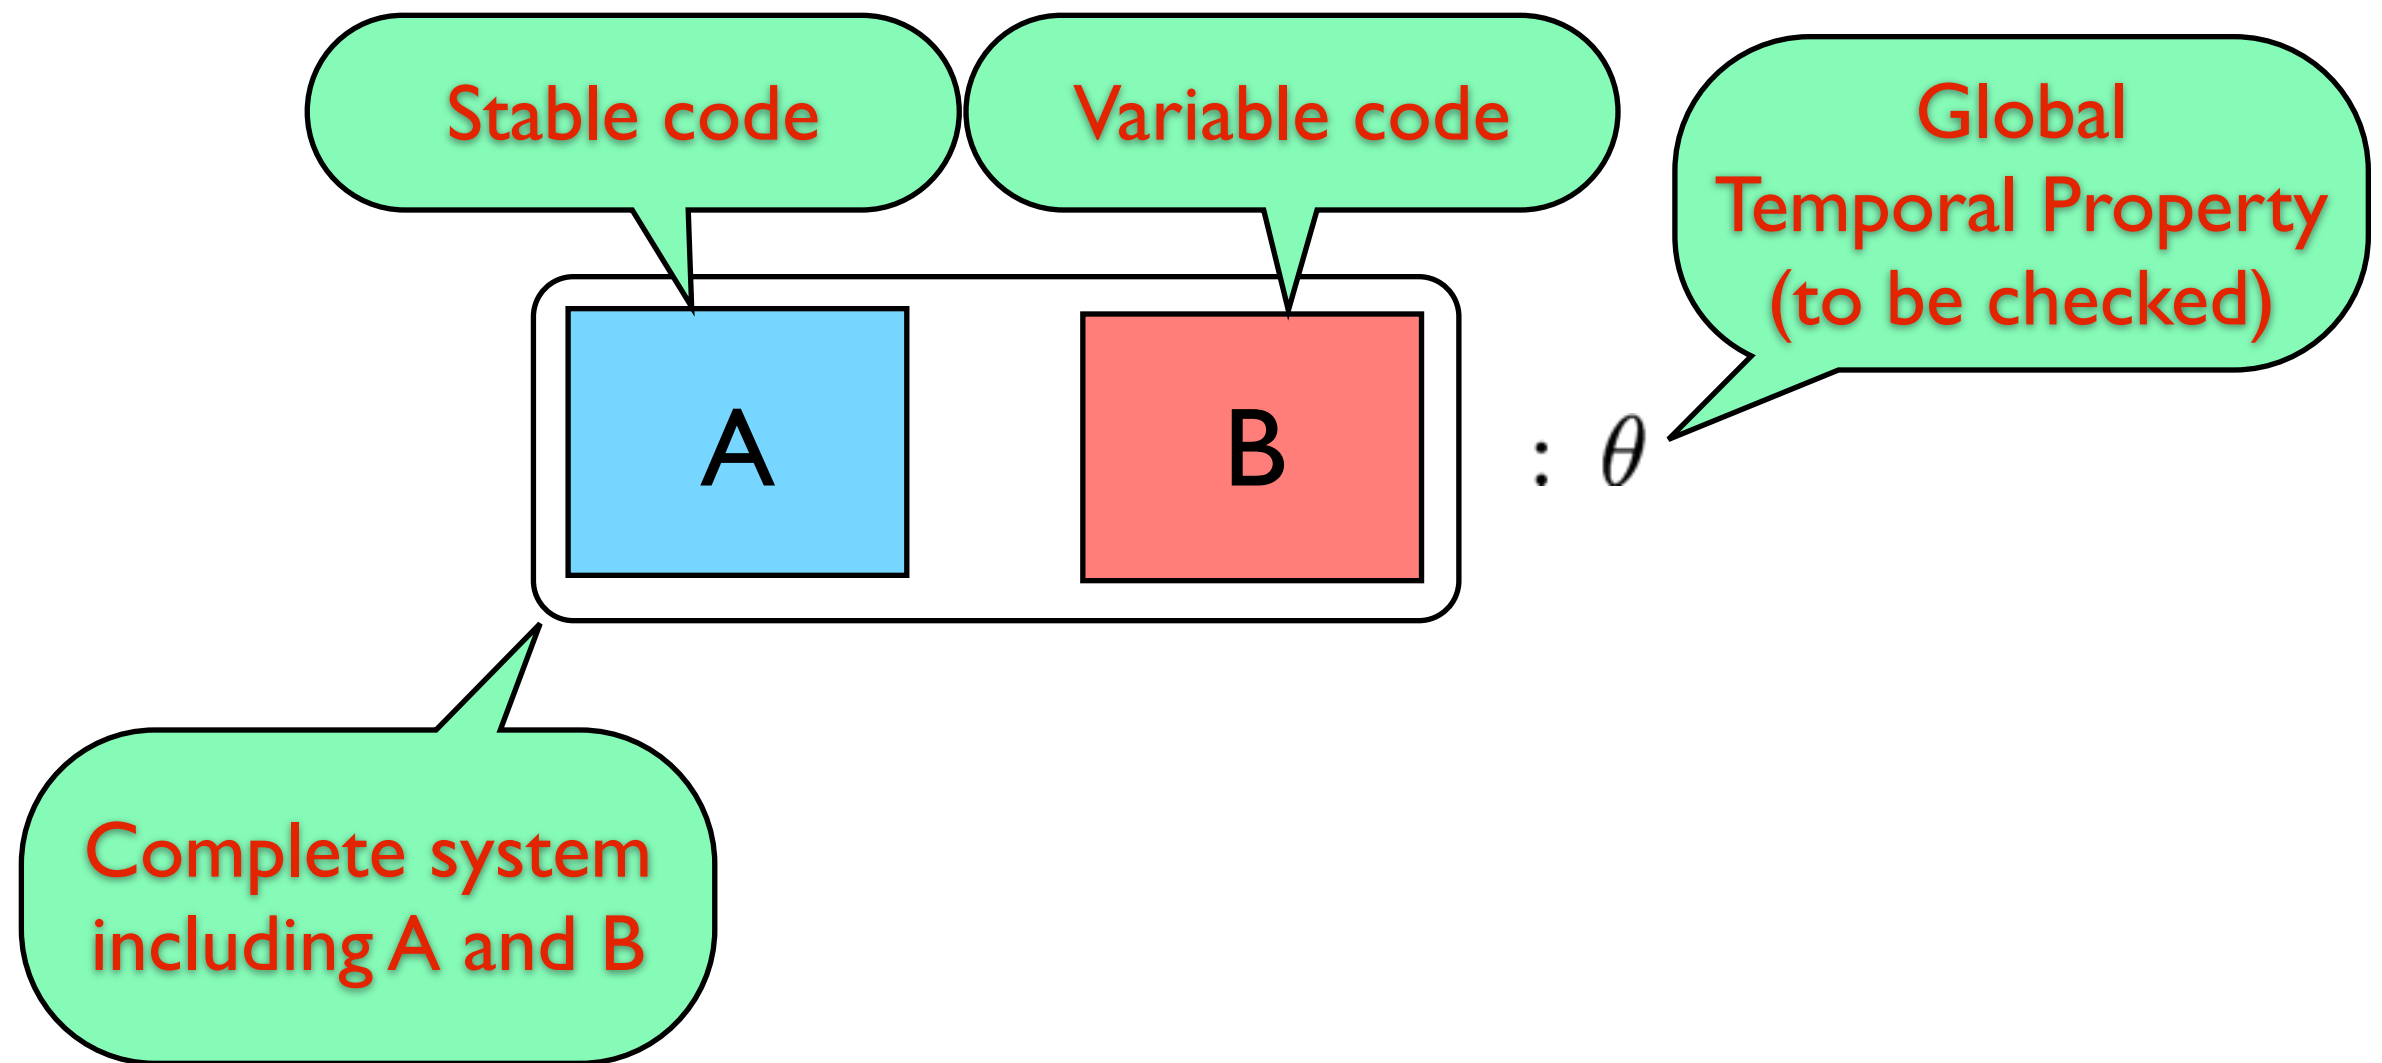 Stable code
Variable code
Global
Temporal Property
(to be checked)
A
B
: θ
Complete system
including A and B